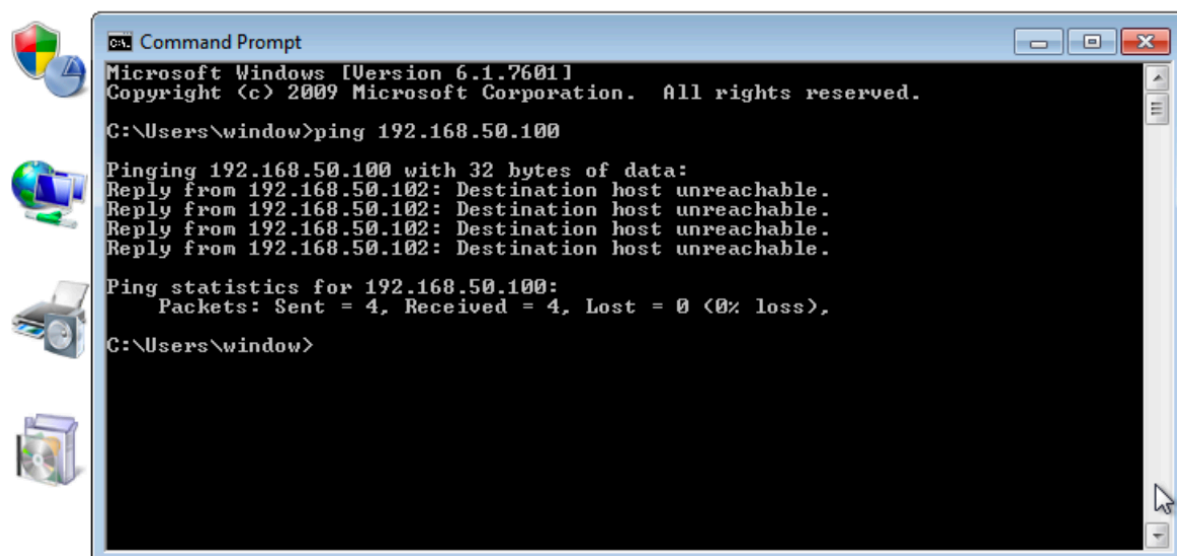 Command Prompt
Microsoft Windows [Version 6.1.7601]
Copyright (c) 2009 Microsoft Corporation.  All rights reserved.
C:\Users\window>ping 192.168.50.100
Pinging 192.168.50.100 with 32 bytes of data:
Reply from 192.168.50.102: Destination host unreachable.
Reply from 192.168.50.102: Destination host unreachable.
Reply from 192.168.50.102: Destination host unreachable.
Reply from 192.168.50.102: Destination host unreachable.
Ping statistics for 192.168.50.100:
    Packets: Sent = 4, Received = 4, Lost = 0 (0% loss),
C:\Users\window>